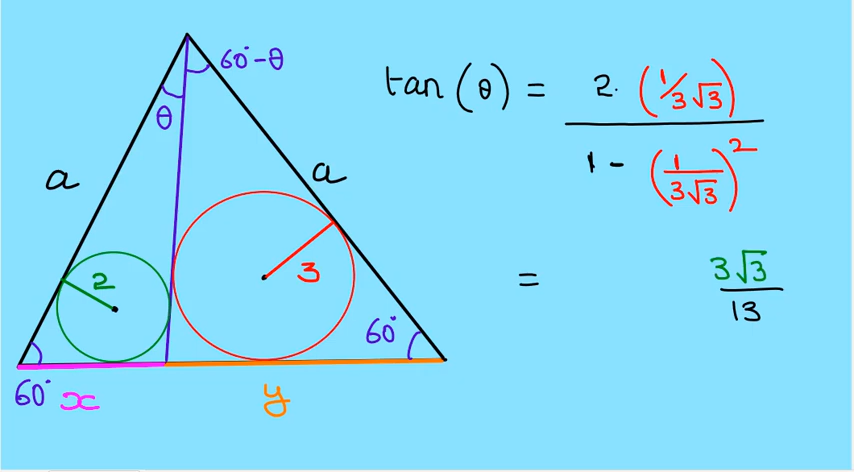 60° - θ
θ
a
a
2
3
60°
60°
x
y
tan (θ) = 2. (1/3√3)
1 - (1/3√3)²
= 3√3
13